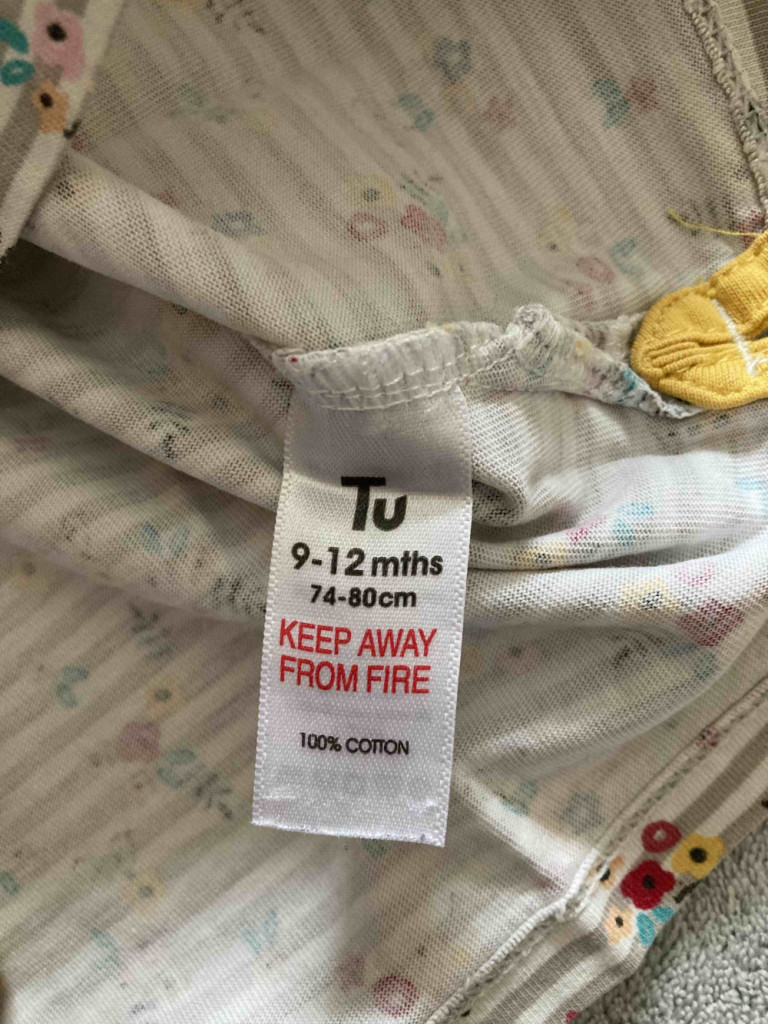 Tu
9-12 mths
74-80cm
KEEP AWAY
FROM FIRE
100% COTTON